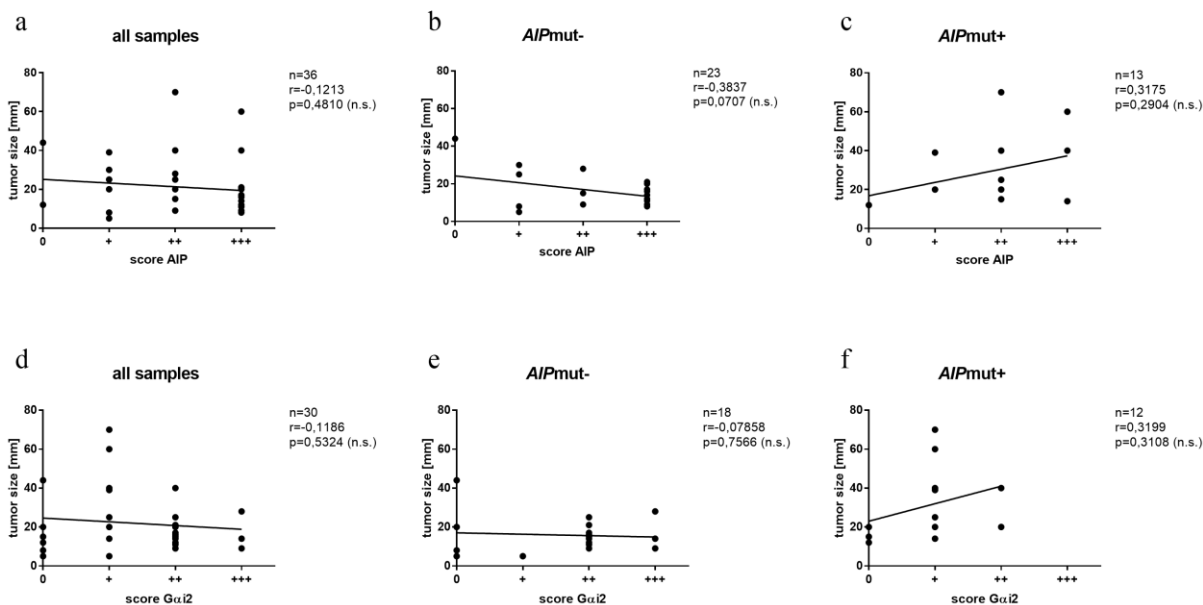 a
all samples
n=36
r=-0,1213
p=0,4810 (n.s.)
tumor size [mm]
80
60
40
20
0
0 + ++ +++
score AIP
b
AIPmut-
n=23
r=-0,3837
p=0,0707 (n.s.)
tumor size [mm]
80
60
40
20
0
0 + ++ +++
score AIP
c
AIPmut+
n=13
r=0,3175
p=0,2904 (n.s.)
tumor size [mm]
80
60
40
20
0
0 + ++ +++
score AIP
d
all samples
n=30
r=-0,1186
p=0,5324 (n.s.)
tumor size [mm]
80
60
40
20
0
0 + ++ +++
score Gαi2
e
AIPmut-
n=18
r=-0,07858
p=0,7566 (n.s.)
tumor size [mm]
80
60
40
20
0
0 + ++ +++
score Gαi2
f
AIPmut+
n=12
r=0,3199
p=0,3108 (n.s.)
tumor size [mm]
80
60
40
20
0
0 + ++ +++
score Gαi2